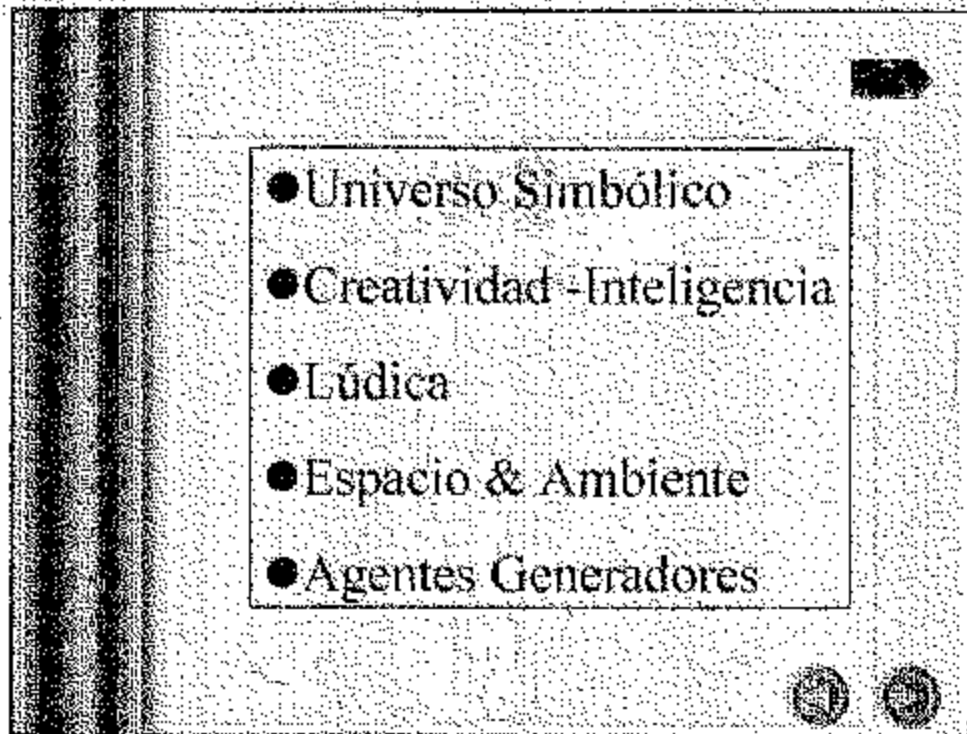 ●Universo Simbólico
●Creatividad -Inteligencia
●Lúdica
●Espacio & Ambiente
●Agentes Generadores